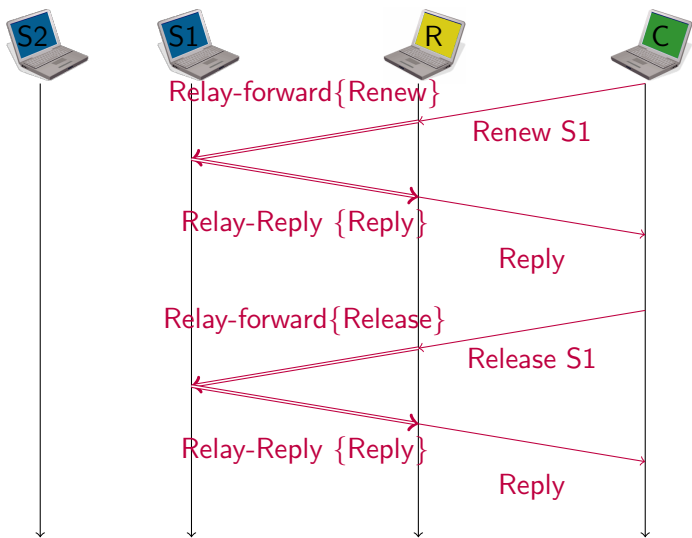 S2
S1
R
C
Relay-forward{Renew}
Renew S1
Relay-Reply {Reply}
Reply
Relay-forward{Release}
Release S1
Relay-Reply {Reply}
Reply